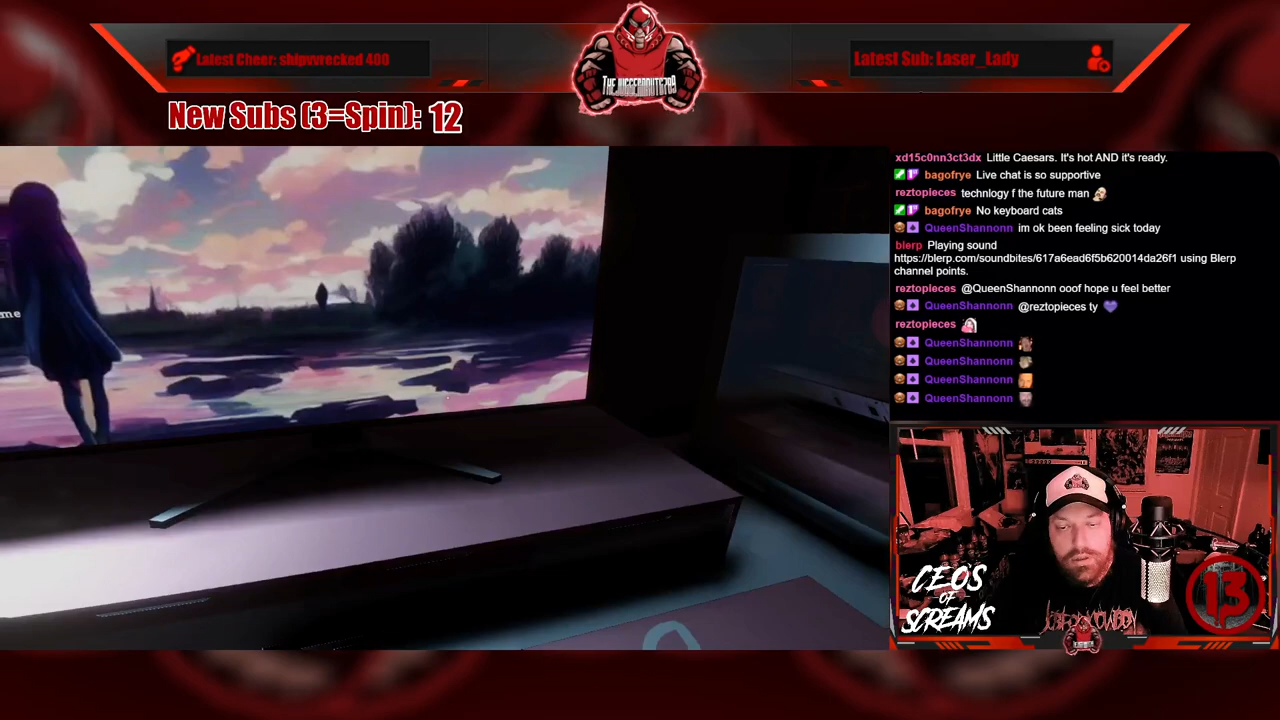 Latest Cheer: shipvvrecked 400
THEJUGGERNAUT6789
Latest Sub: Laser_Lady
New Subs (3=Spin): 12
xd15c0nn3ct3dx Little Caesars. It's hot AND it's ready.
bagofrye Live chat is so supportive
reztopieces technlogy f the future man
bagofrye No keyboard cats
QueenShannonn im ok been feeling sick today
blerp Playing sound
https://blerp.com/soundbites/617a6ead6f5b620014da26f1 using Blerp
channel points.
reztopieces @QueenShannonn ooof hope u feel better
QueenShannonn @reztopieces ty
reztopieces
QueenShannonn
QueenShannonn
QueenShannonn
QueenShannonn
me
CEOS
OF
SCREAMS
13